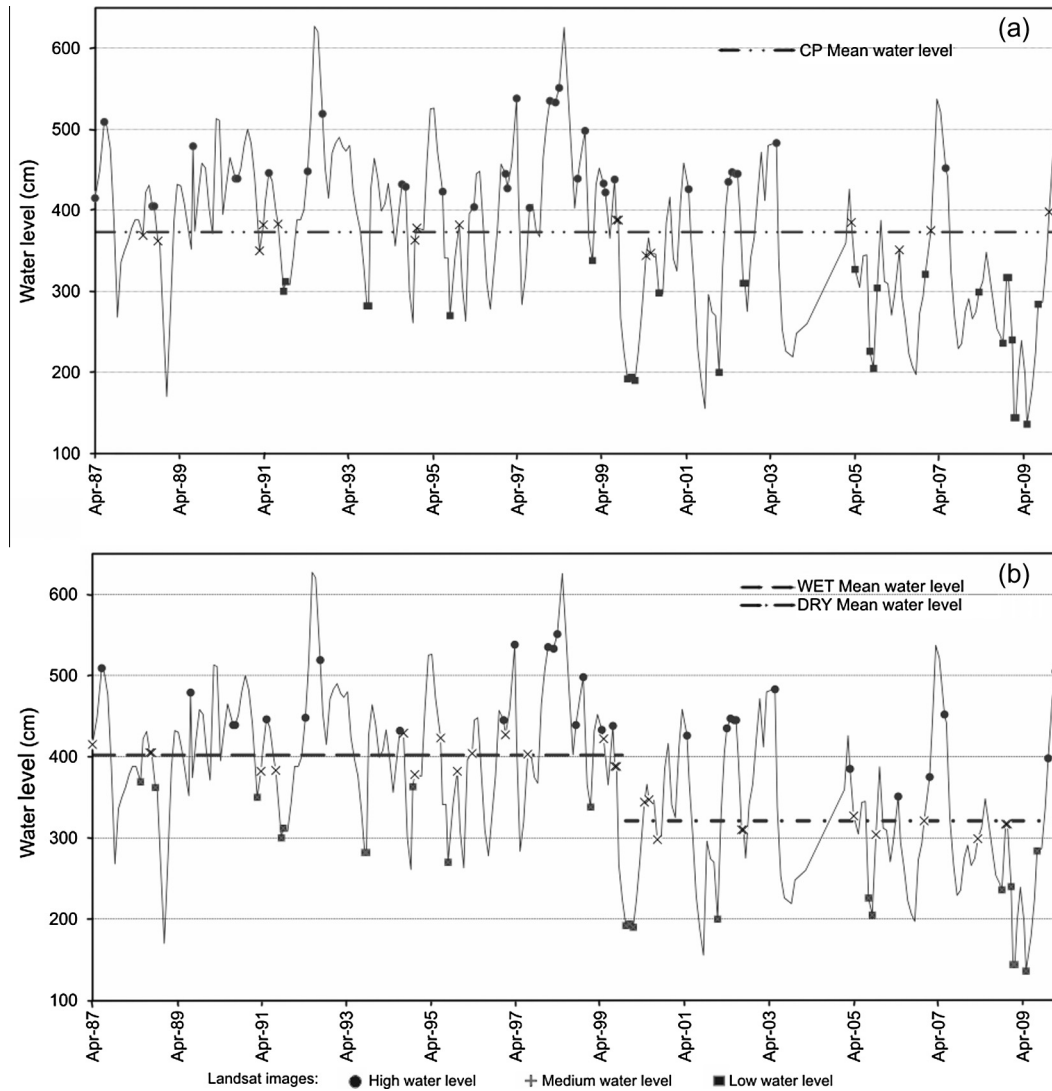 (a)
CP Mean water level
Water level (cm)
600
500
400
300
200
100
Apr-87
Apr-89
Apr-91
Apr-93
Apr-95
Apr-97
Apr-99
Apr-01
Apr-03
Apr-05
Apr-07
Apr-09
(b)
WET Mean water level
DRY Mean water level
Water level (cm)
600
500
400
300
200
100
Apr-87
Apr-89
Apr-91
Apr-93
Apr-95
Apr-97
Apr-99
Apr-01
Apr-03
Apr-05
Apr-07
Apr-09
Landsat images: High water level Medium water level Low water level